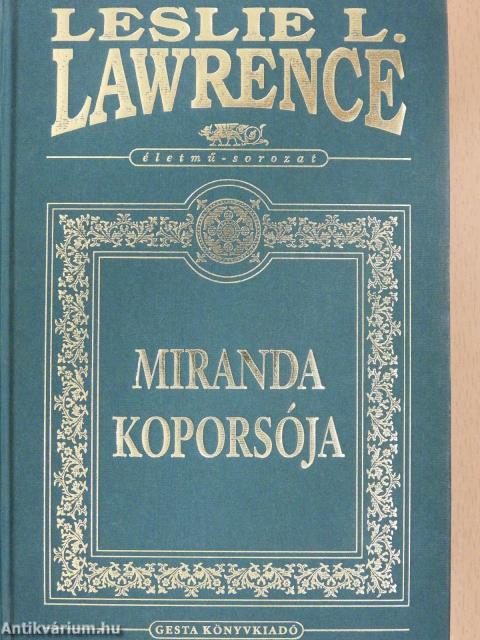 LESLIE L.
LAWRENCE
életmű-sorozat
MIRANDA
KOPORSÓJA
GESTA KÖNYVKIADÓ
Antikvárium.hu